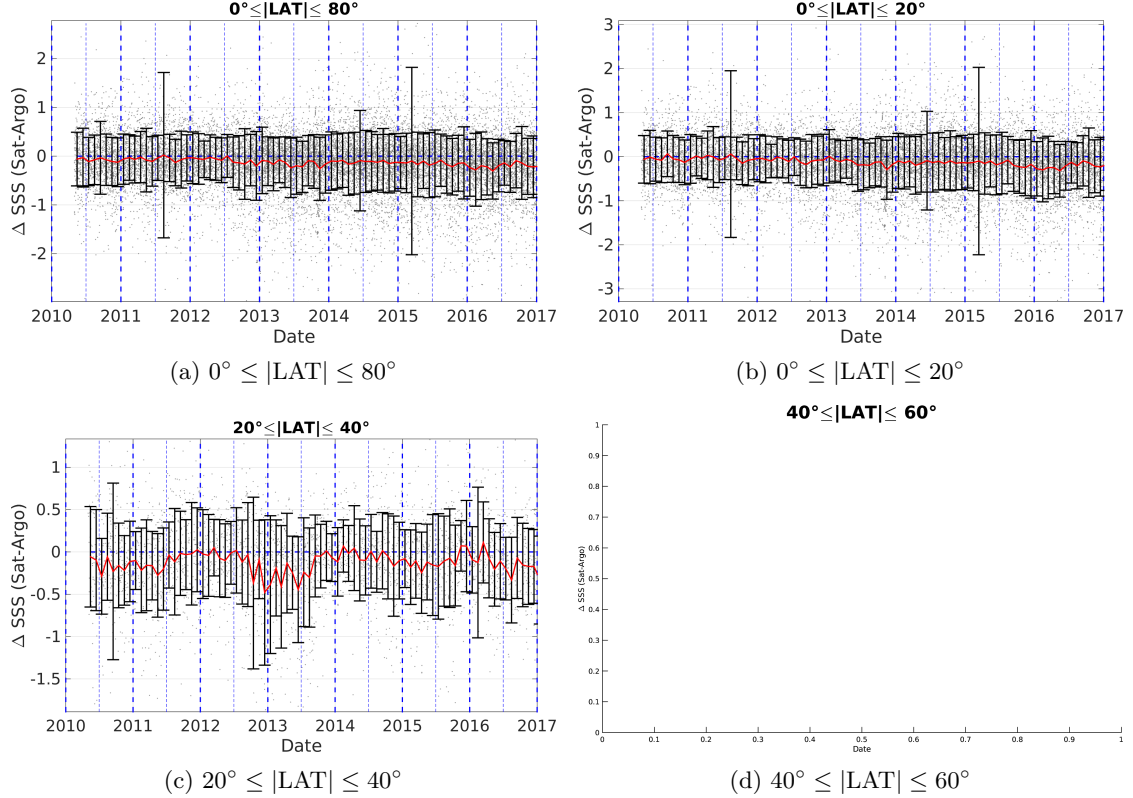 0°≤|LAT|≤ 80°
Δ SSS (Sat-Argo)
2
1
0
-1
-2
2010 2011 2012 2013 2014 2015 2016 2017
Date
(a) 0° ≤ |LAT| ≤ 80°
0°≤|LAT|≤ 20°
Δ SSS (Sat-Argo)
3
2
1
0
-1
-2
-3
2010 2011 2012 2013 2014 2015 2016 2017
Date
(b) 0° ≤ |LAT| ≤ 20°
20°≤|LAT|≤ 40°
Δ SSS (Sat-Argo)
1
0.5
0
-0.5
-1
-1.5
2010 2011 2012 2013 2014 2015 2016 2017
Date
(c) 20° ≤ |LAT| ≤ 40°
40°≤|LAT|≤ 60°
Δ SSS (Sat-Argo)
1
0.9
0.8
0.7
0.6
0.5
0.4
0.3
0.2
0.1
0
0 0.1 0.2 0.3 0.4 0.5 0.6 0.7 0.8 0.9 1
Date
(d) 40° ≤ |LAT| ≤ 60°